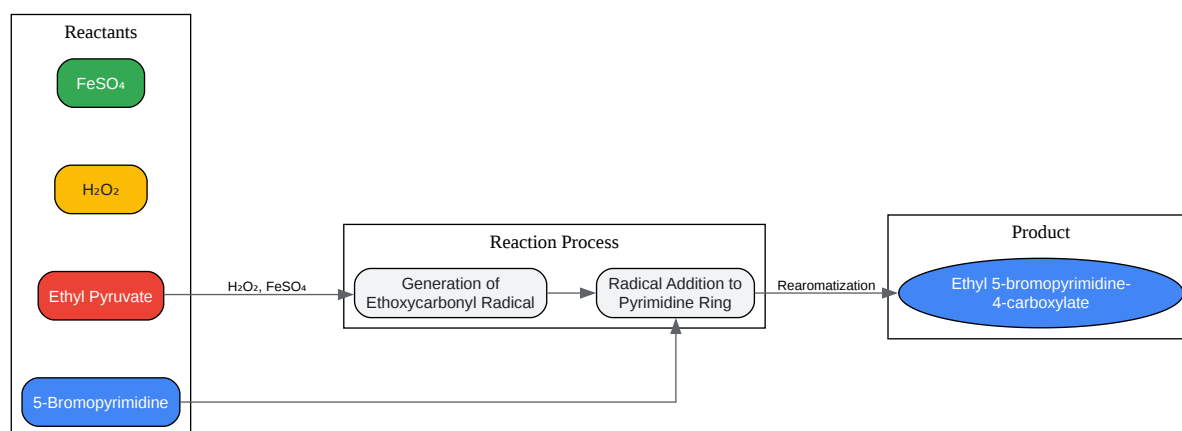 Reactants
FeSO₄
H₂O₂
Ethyl Pyruvate
5-Bromopyrimidine
H₂O₂, FeSO₄
Reaction Process
Generation of
Ethoxycarbonyl Radical
Radical Addition to
Pyrimidine Ring
Rearomatization
Product
Ethyl 5-bromopyrimidine-
4-carboxylate